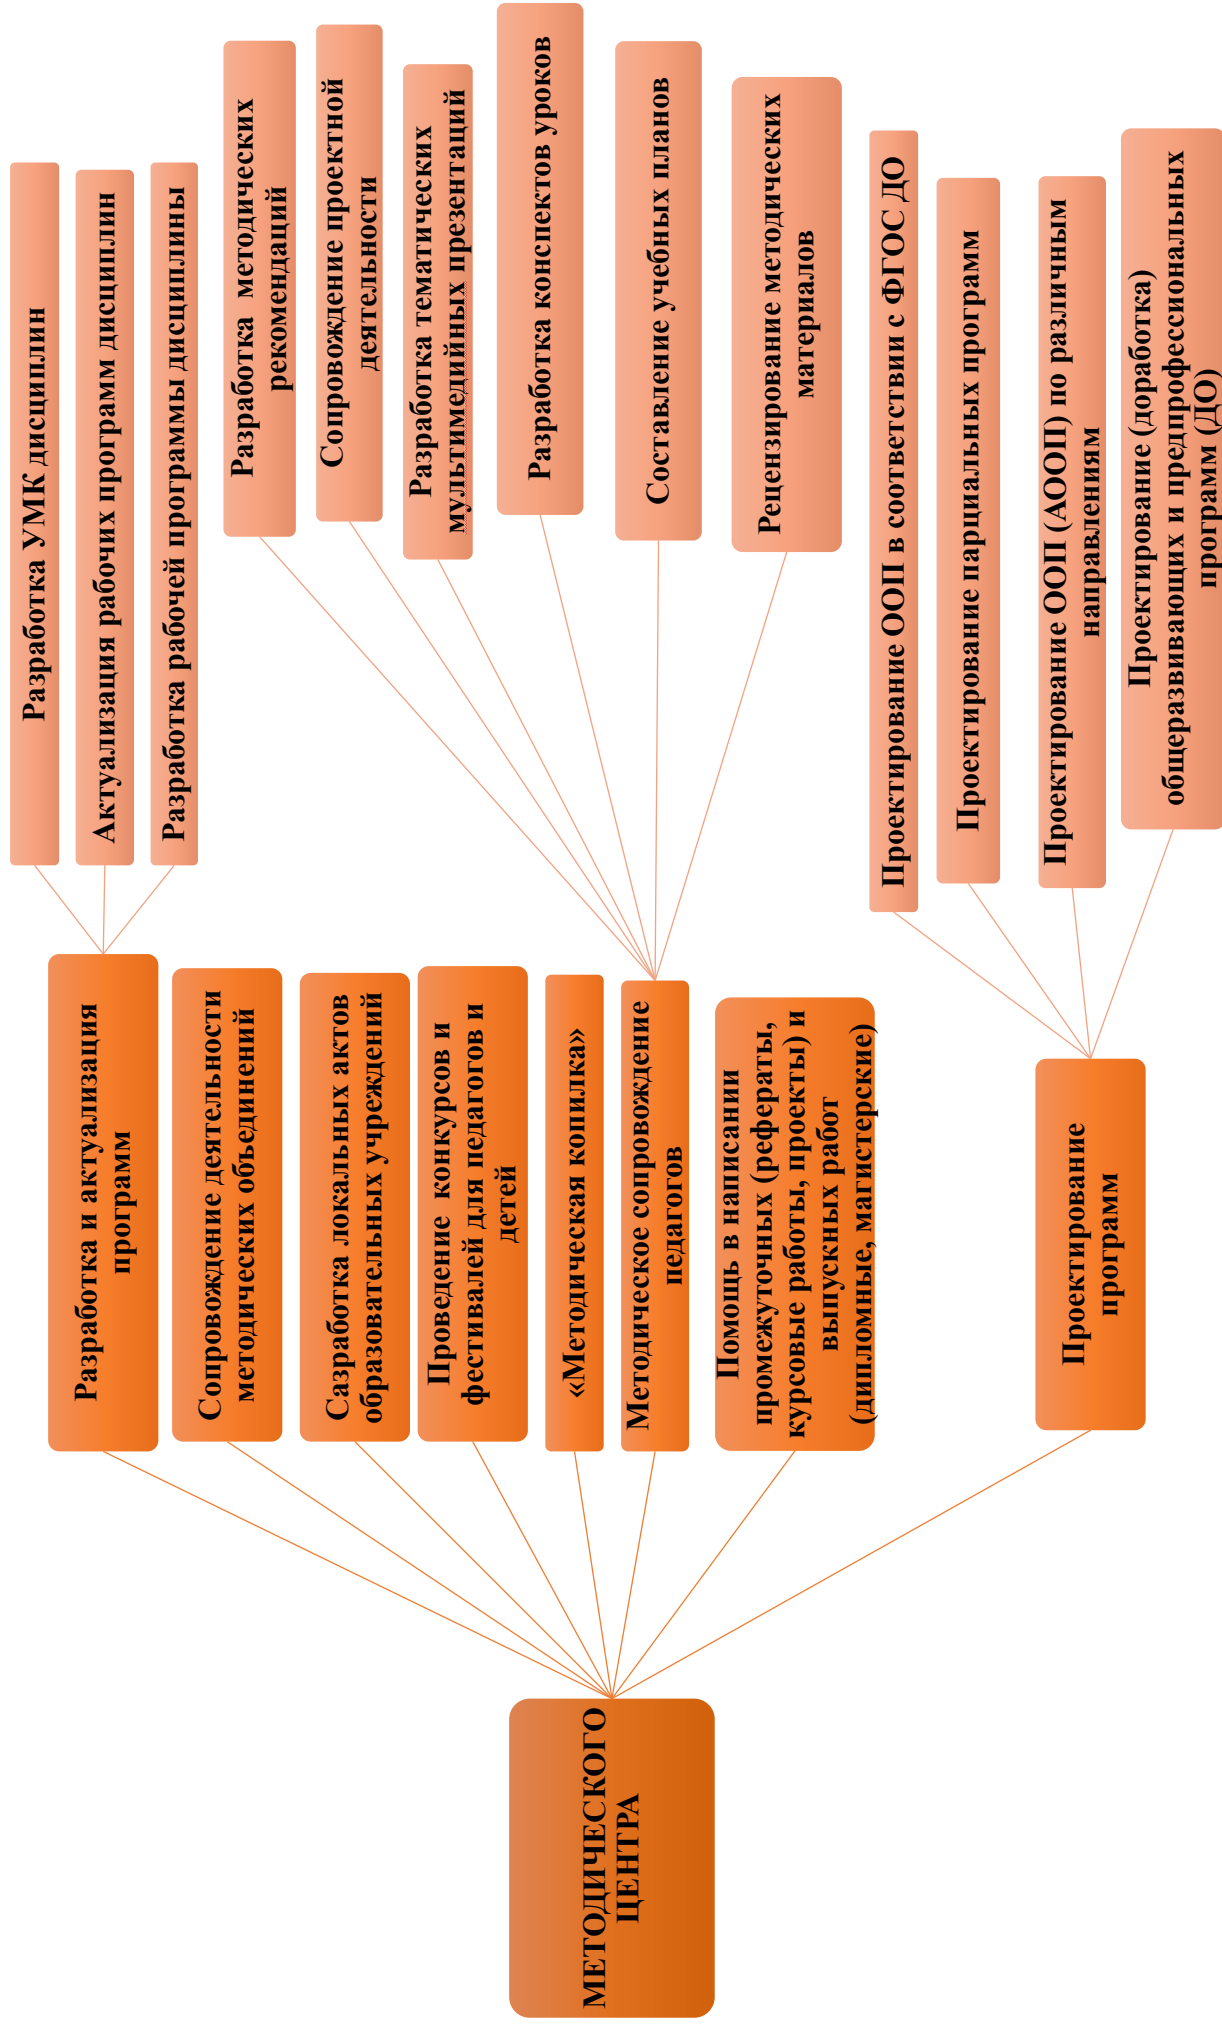 МЕТОДИЧЕСКОГО
ЦЕНТРА
Разработка и актуализация
программ
Разработка УМК дисциплин
Актуализация рабочих программ дисциплин
Разработка рабочей программы дисциплины
Сопровождение деятельности
методических объединений
Сазработка локальных актов
образовательных учреждений
Проведение конкурсов и
фестивалей для педагогов и
детей
«Методическая копилка»
Методическое сопровождение
педагогов
Разработка методических
рекомендаций
Сопровождение проектной
деятельности
Разработка тематических
мультимедийных презентаций
Разработка конспектов уроков
Составление учебных планов
Рецензирование методических
материалов
Помощь в написании
промежуточных (рефераты,
курсовые работы, проекты) и
выпускных работ
(дипломные, магистерские)
Проектирование
программ
Проектирование ООП в соответствии с ФГОС ДО
Проектирование парциальных программ
Проектирование ООП (АООП) по различным
направлениям
Проектирование (доработка)
общеразвивающих и предпрофессиональных
программ (ДО)